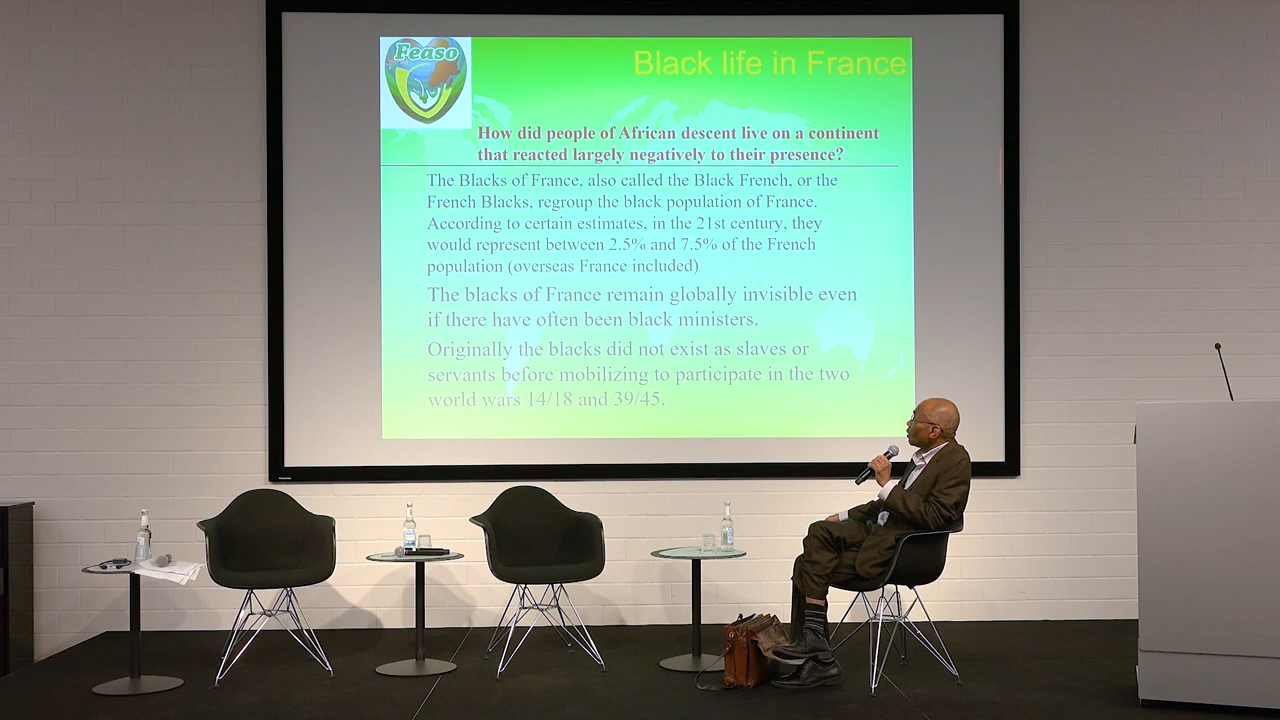 Feaso
Black life in France
How did people of African descent live on a continent
that reacted largely negatively to their presence?
The Blacks of France, also called the Black French, or the
French Blacks, regroup the black population of France.
According to certain estimates, in the 21st century, they
would represent between 2.5% and 7.5% of the French
population (overseas France included)
The blacks of France remain globally invisible even
if there have often been black ministers.
Originally the blacks did not exist as slaves or
servants before mobilizing to participate in the two
world wars 14/18 and 39/45.